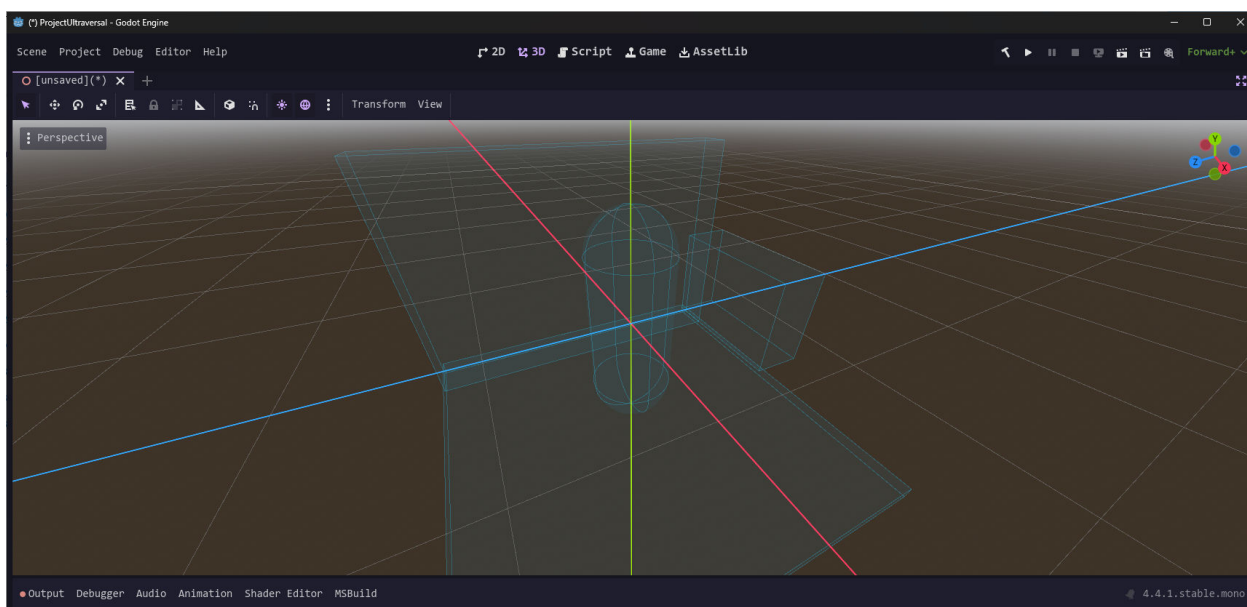 (*) ProjectUltraversal - Godot Engine
Scene Project Debug Editor Help 2D 3D Script Game AssetLib Forward+
[unsaved](*)
Transform View
Perspective
Y
Z X
Output Debugger Audio Animation Shader Editor MSBuild 4.4.1.stable.mono